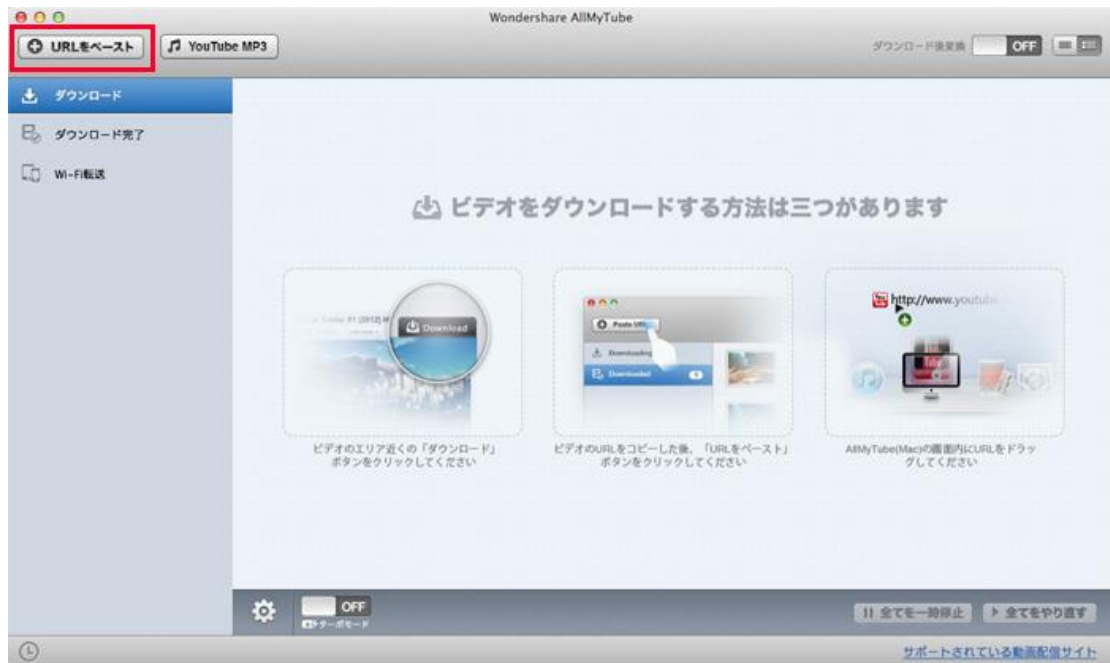 Wondershare AllMyTube
URLをペースト
YouTube MP3
ダウンロード後変換
OFF
ダウンロード
ダウンロード完了
Wi-Fi転送
ビデオをダウンロードする方法は三つがあります
Download
Paste URL
Downloading
Downloaded
http://www.youtube
ビデオのエリア近くの「ダウンロード」
ボタンをクリックしてください
ビデオのURLをコピーした後、「URLをペースト」
ボタンをクリックしてください
AllMyTube(Mac)の画面内にURLをドラッ
グしてください
OFF
ターボモード
全てを一時停止
全てをやり直す
サポートされている動画配信サイト